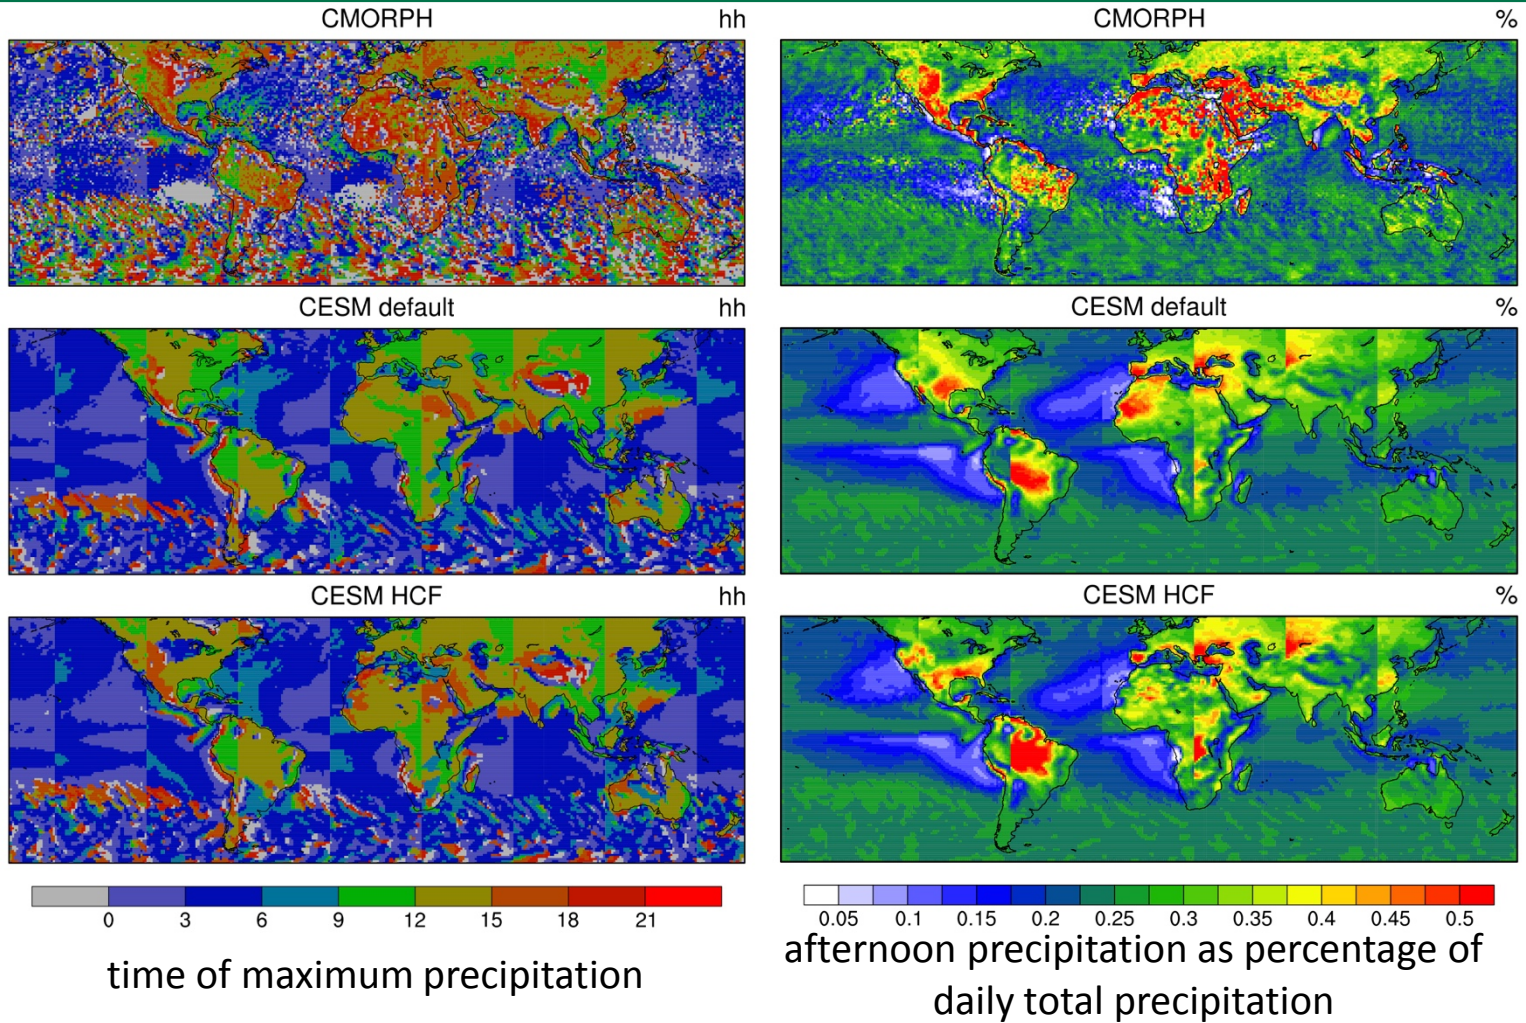 CMORPH hh
CMORPH %
CESM default hh
CESM default %
CESM HCF hh
CESM HCF %
0 3 6 9 12 15 18 21
0.05 0.1 0.15 0.2 0.25 0.3 0.35 0.4 0.45 0.5
time of maximum precipitation
afternoon precipitation as percentage of
daily total precipitation